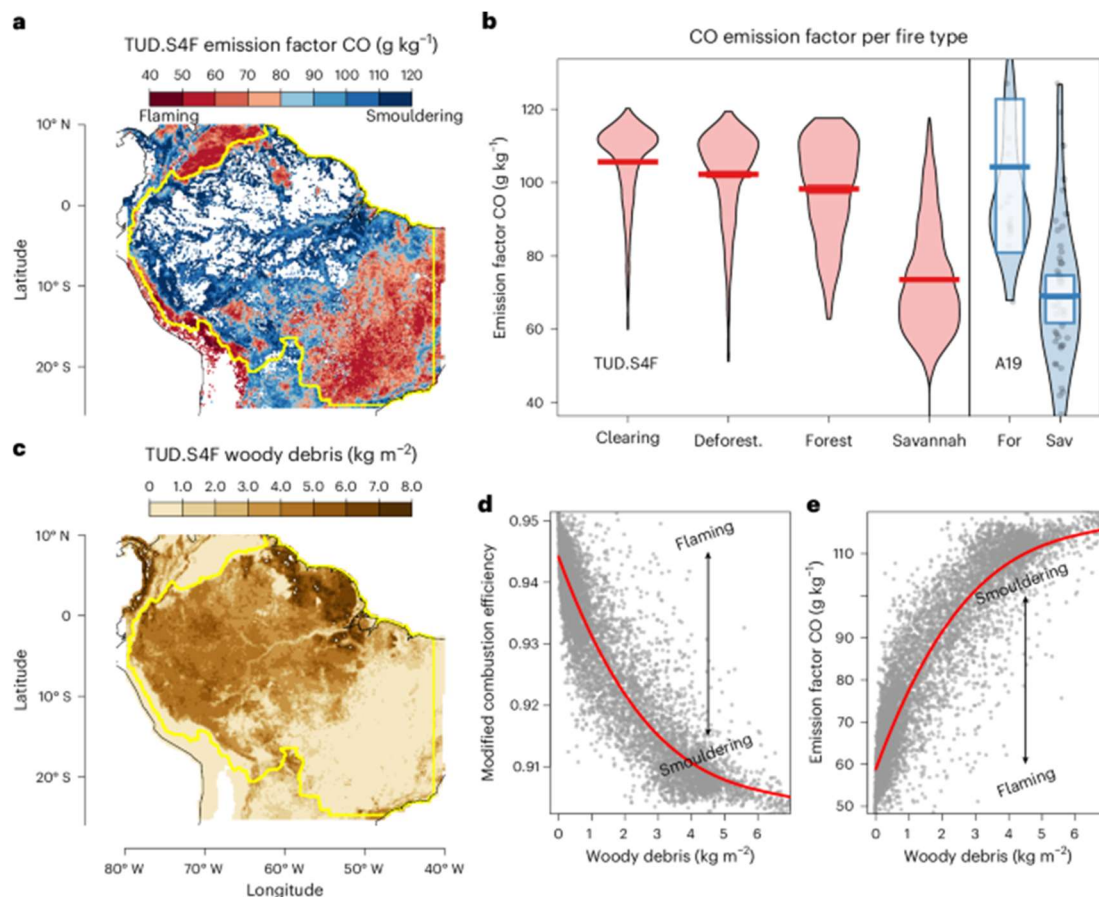 a
TUD.S4F emission factor CO (g kg⁻¹)
40 50 60 70 80 90 100 110 120
Flaming Smouldering
10° N
0
10° S
20° S
Latitude
b
CO emission factor per fire type
Emission factor CO (g kg⁻¹)
120
100
80
60
40
TUD.S4F
A19
Clearing Deforest. Forest Savannah For Sav
c
TUD.S4F woody debris (kg m⁻²)
0 1.0 2.0 3.0 4.0 5.0 6.0 7.0 8.0
10° N
0
10° S
20° S
Latitude
80° W 60° W 60° W 40° W
Longitude
d
Modified combustion efficiency
0.95
0.94
0.93
0.92
0.91
Flaming
Smouldering
0 1 2 3 4 5 6
Woody debris (kg m⁻²)
e
Emission factor CO (g kg⁻¹)
110
90
80
70
60
50
Smouldering
Flaming
0 1 2 3 4 5 6
Woody debris (kg m⁻²)